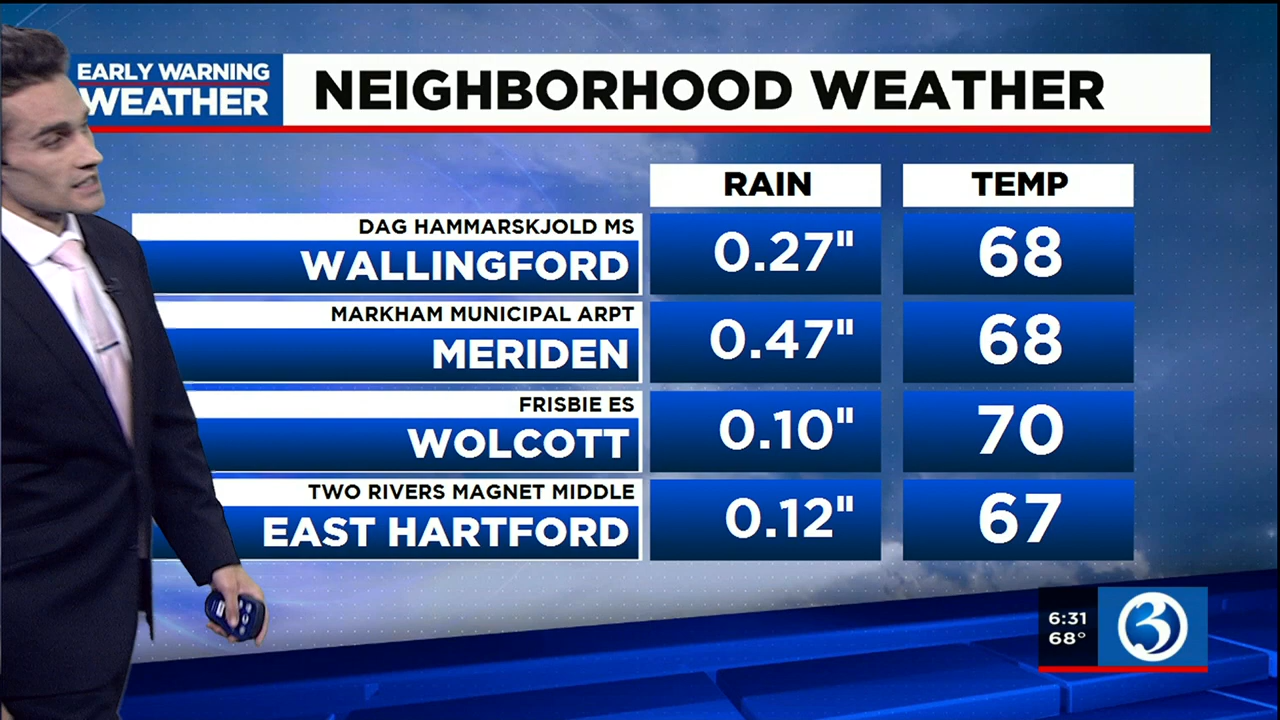 EARLY WARNING
WEATHER
NEIGHBORHOOD WEATHER
RAIN
TEMP
DAG HAMMARSKJOLD MS
WALLINGFORD
0.27"
68
MARKHAM MUNICIPAL ARPT
MERIDEN
0.47"
68
FRISBIE ES
WOLCOTT
0.10"
70
TWO RIVERS MAGNET MIDDLE
EAST HARTFORD
0.12"
67
6:31
68°
3